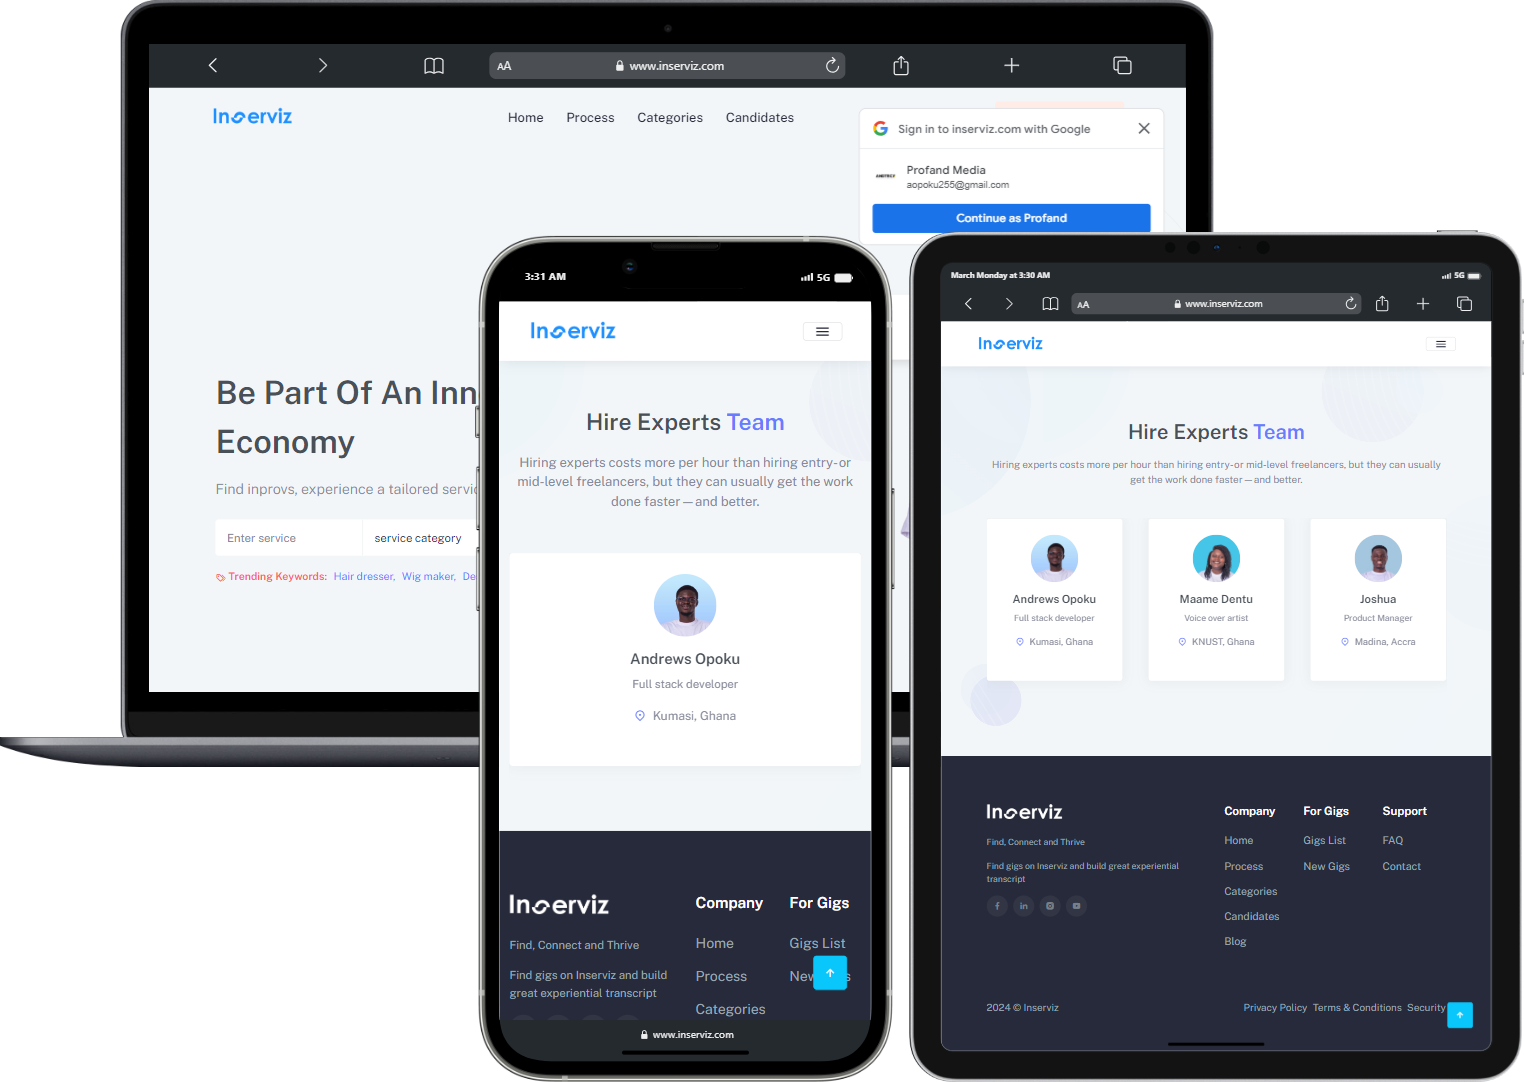 AA
www.inserviz.com
Inserviz
Home Process Categories Candidates
Sign in to inserviz.com with Google
Profand Media
aopoku255@gmail.com
Continue as Profand
Be Part Of An Inn
Economy
Find inprovs, experience a tailored servic
Enter service
service category
Trending Keywords: Hair dresser, Wig maker, De
3:31 AM
5G
Inserviz
Hire Experts Team
Hiring experts costs more per hour than hiring entry-or
mid-level freelancers, but they can usually get the work
done faster—and better.
Andrews Opoku
Full stack developer
Kumasi, Ghana
Inserviz
Find, Connect and Thrive
Find gigs on Inserviz and build
great experiential transcript
Company
Home
Process
Categories
For Gigs
Gigs List
New
s
www.inserviz.com
March Monday at 3:30 AM
5G
AA
www.inserviz.com
Inserviz
Hire Experts Team
Hiring experts costs more per hour than hiring entry-or mid-level freelancers, but they can usually
get the work done faster—and better.
Andrews Opoku
Full stack developer
Kumasi, Ghana
Maame Dentu
Voice over artist
KNUST, Ghana
Joshua
Product Manager
Madina, Accra
Inserviz
Find, Connect and Thrive
Find gigs on Inserviz and build great experiential
transcript
Company
Home
Process
Categories
Candidates
Blog
For Gigs
Gigs List
New Gigs
Support
FAQ
Contact
2024 © Inserviz
Privacy Policy Terms & Conditions Security